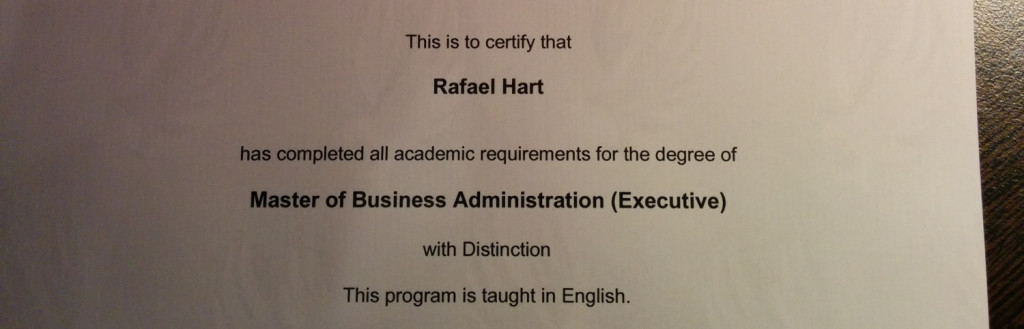 This is to certify that
Rafael Hart
has completed all academic requirements for the degree of
Master of Business Administration (Executive)
with Distinction
This program is taught in English.